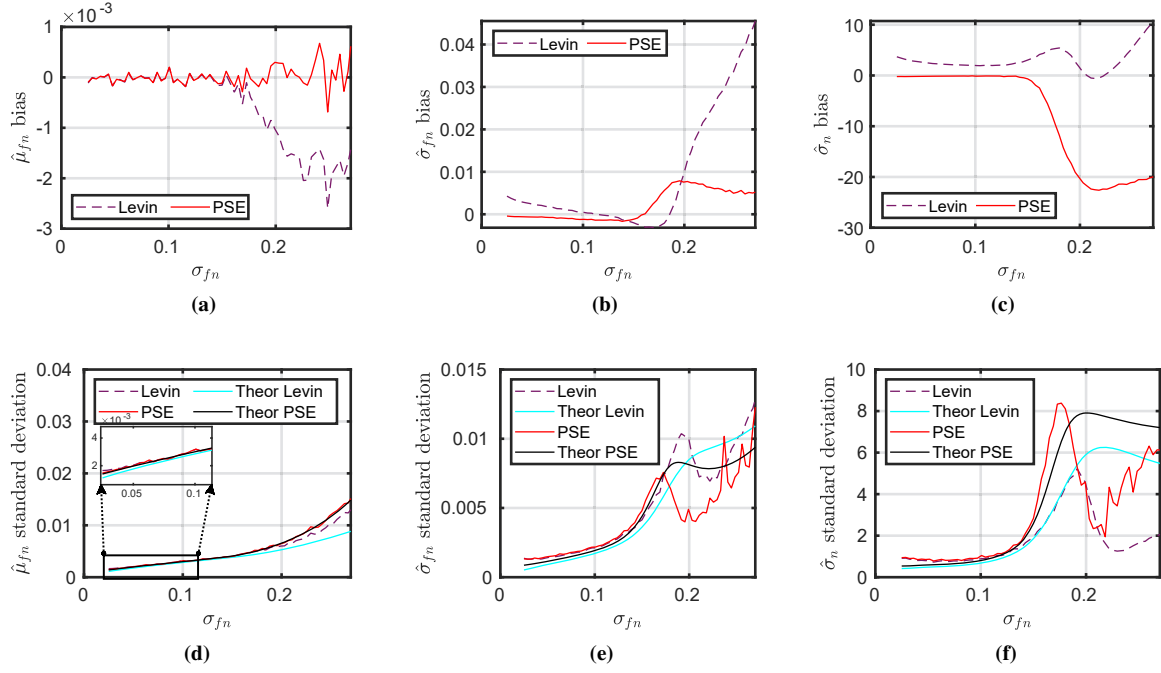 ×10⁻³
1
0
-1
-2
-3
0
0.1
0.2
μ̂_fn bias
σ_fn
Levin
PSE
(a)
0.04
0.03
0.02
0.01
0
0
0.1
0.2
σ̂_fn bias
σ_fn
Levin
PSE
(b)
10
0
-10
-20
-30
0
0.1
0.2
σ̂_n bias
σ_fn
Levin
PSE
(c)
0.04
0.03
0.02
0.01
0
0.1
0.2
μ̂_fn standard deviation
σ_fn
Levin
Theor Levin
PSE
Theor PSE
×10⁻³
4
2
0.05
0.1
(d)
0.015
0.01
0.005
0
0.1
0.2
σ̂_fn standard deviation
σ_fn
Levin
Theor Levin
PSE
Theor PSE
(e)
10
8
6
4
2
0
0.1
0.2
σ̂_n standard deviation
σ_fn
Levin
Theor Levin
PSE
Theor PSE
(f)